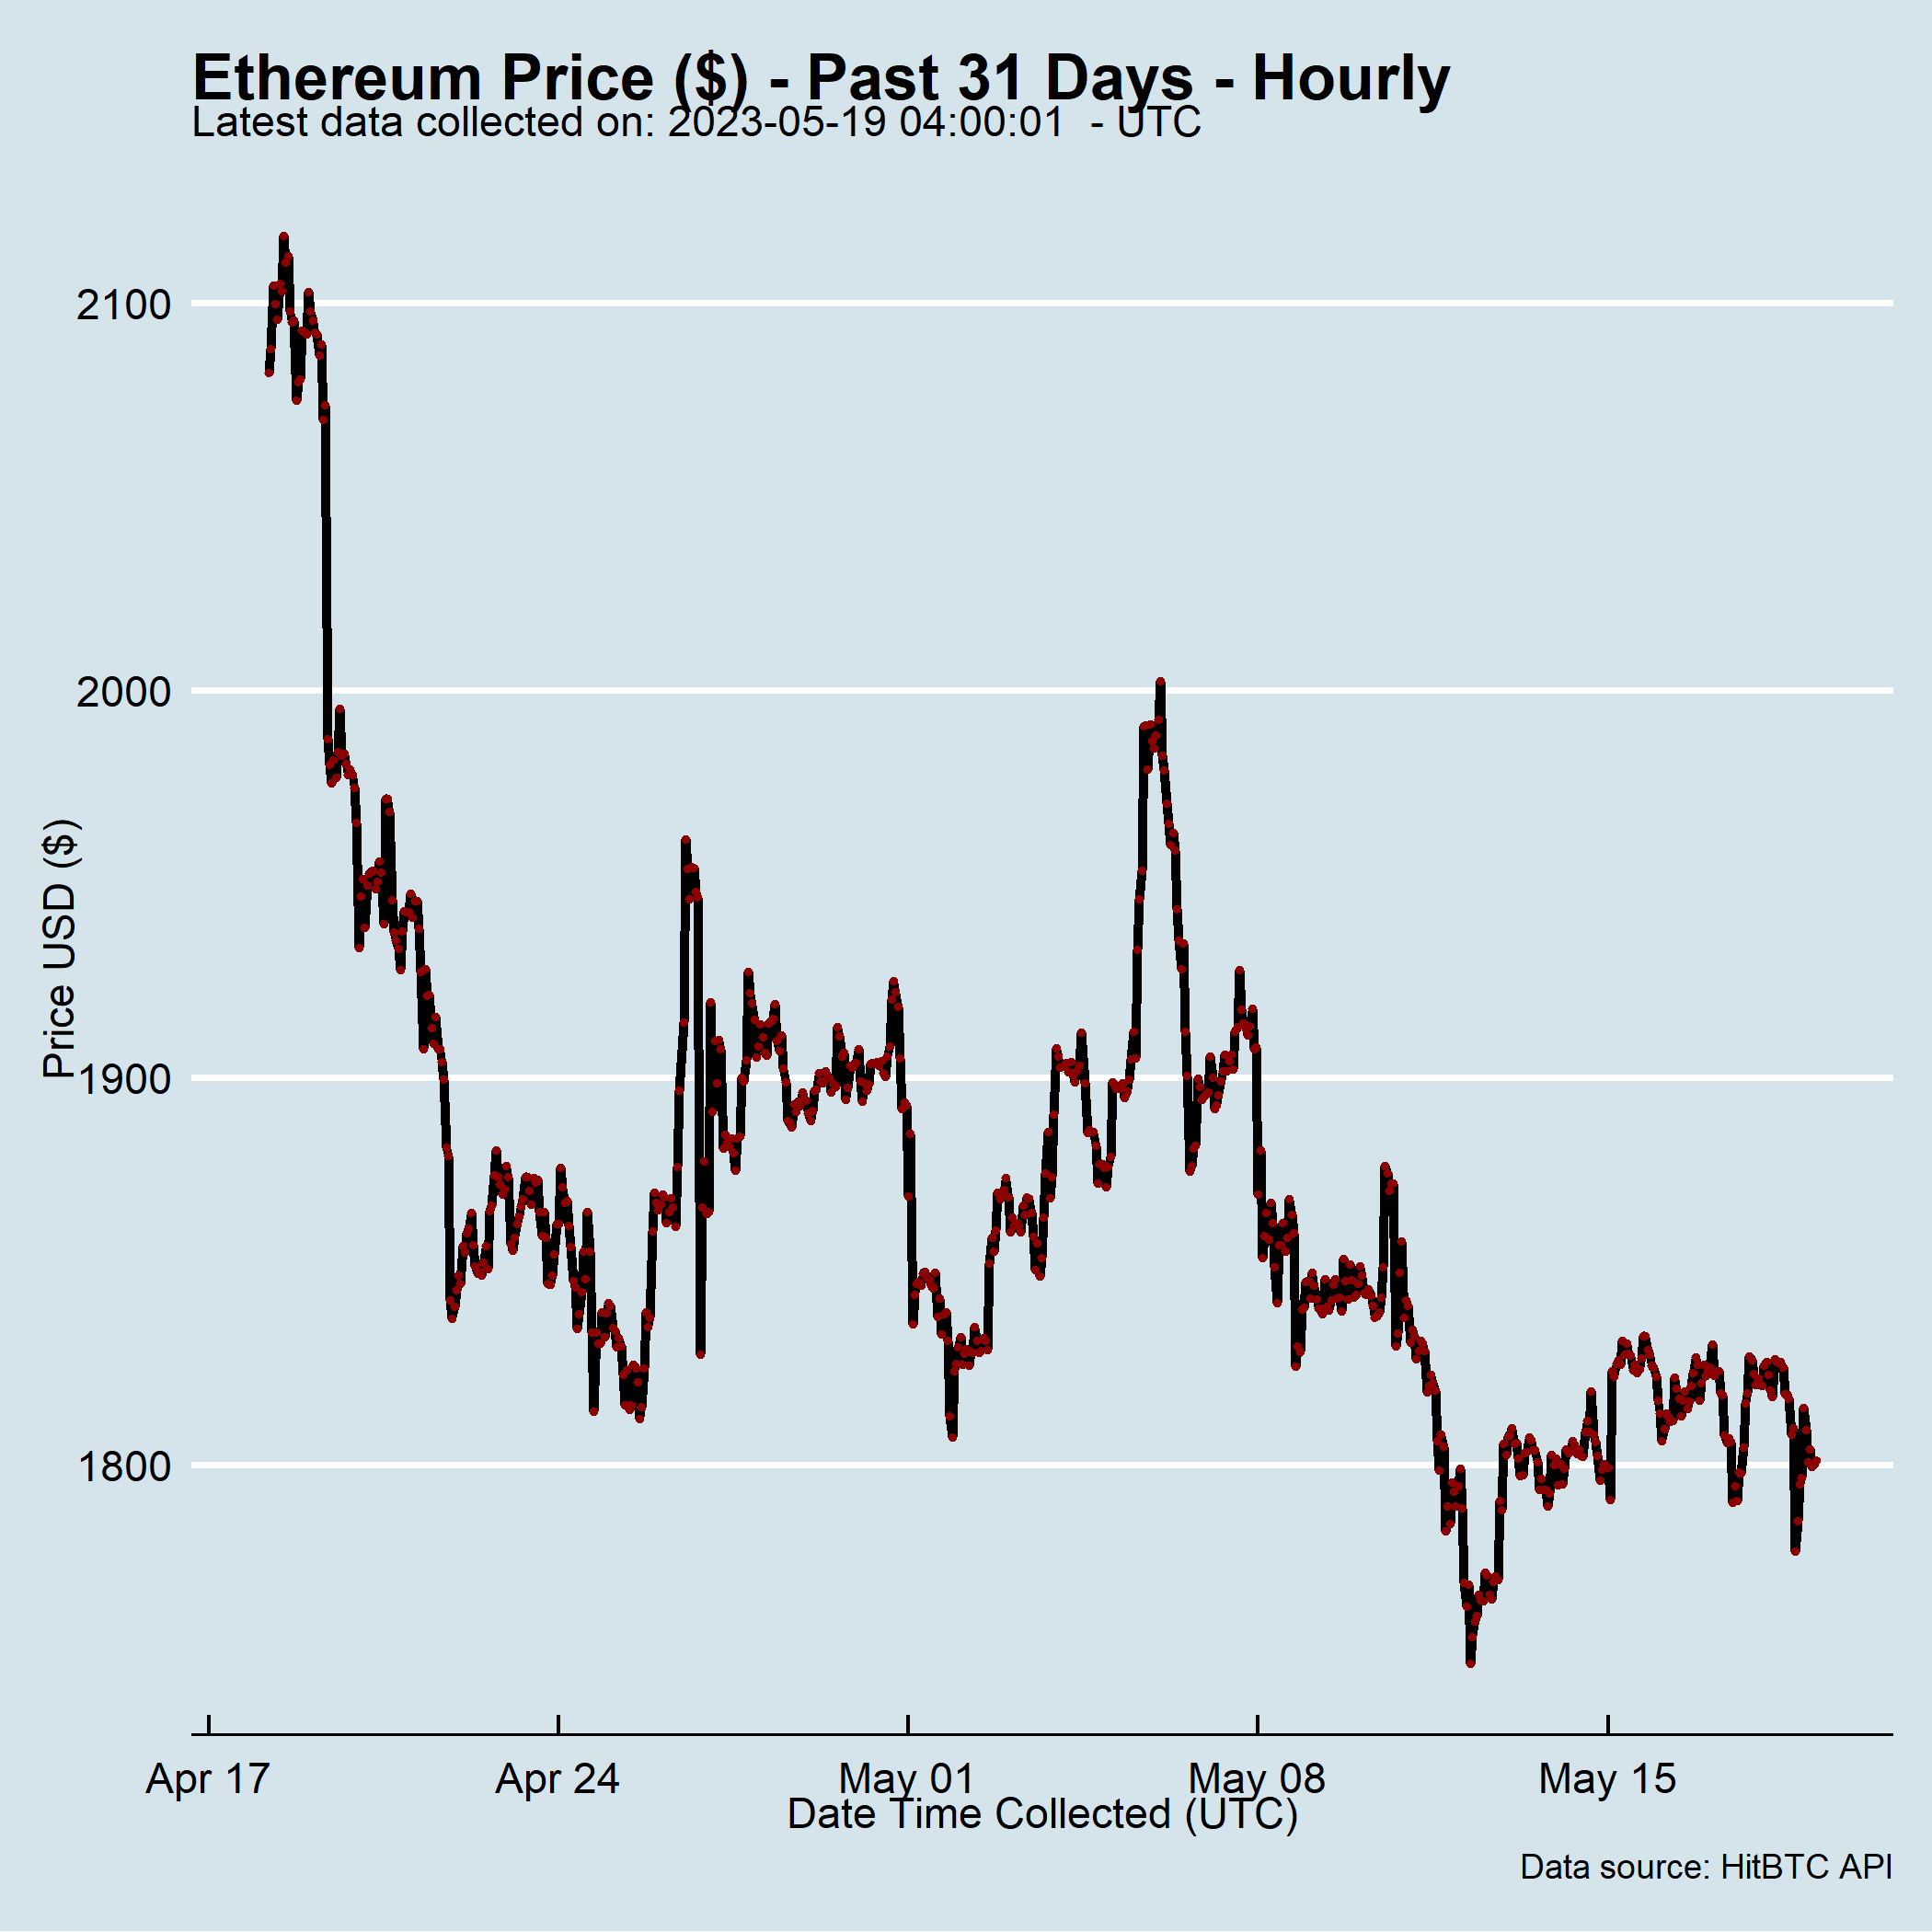 Ethereum Price ($) - Past 31 Days - Hourly
Latest data collected on: 2023-05-19 04:00:01  - UTC
Price USD ($)
2100
2000
1900
1800
Apr 17
Apr 24
May 01
May 08
May 15
Date Time Collected (UTC)
Data source: HitBTC API